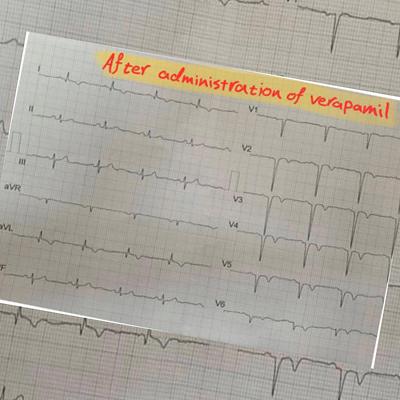 After administration of verapamil
I
V1
II
V2
III
V3
aVR
V4
aVL
V5
F
V6